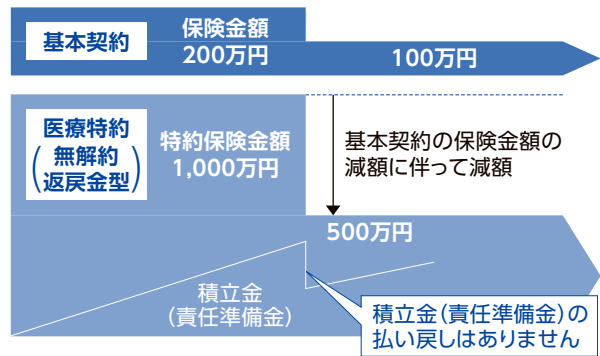 基本契約
保険金額
200万円
100万円
医療特約
(無解約
返戻金型)
特約保険金額
1,000万円
基本契約の保険金額の
減額に伴って減額
500万円
積立金
(責任準備金)
積立金(責任準備金)の
払い戻しはありません